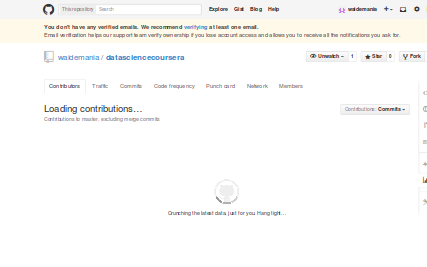 This repository Search Explore Gist Blog Help waidemania
You don't have any verified emails. We recommend verifying at least one email.
Email verification helps our support team verify ownership if you lose account access and allows you to receive all the notifications you ask for.
waidemania / datasciencecoursera Unwatch 1 Star 0 Fork
Contributors Traffic Commits Code frequency Punch card Network Members
Loading contributions…
Contributions: Commits
Contributions to master, excluding merge commits
Crunching the latest data, just for you. Hang tight…